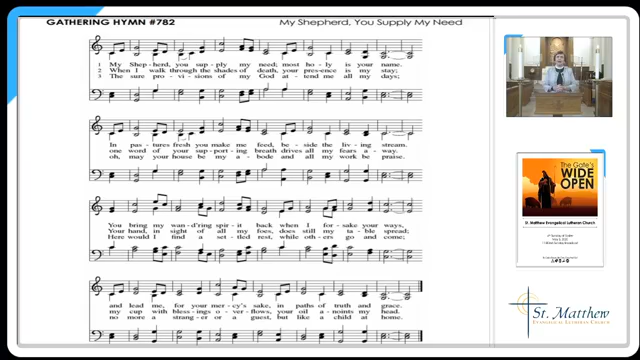 GATHERING HYMN #782 My Shepherd, You Supply My Need
1 My Shep-herd, you sup-ply my need; most ho-ly is your name.
2 When I walk through the shades of death, your pres-ence is my stay;
3 The sure pro-vi-sions of my God at-tend me all my days;
In pas-tures fresh you make me feed, be-side the liv-ing stream.
one word of your sup-port-ing breath drives all my fears a-way.
oh, may your house be my a-bode and all my work be praise.
You bring my wand-'ring spir-it back when I for-sake your ways,
Your hand, in sight of all my foes, does still my ta-ble spread;
Here would I find a set-tled rest, while oth-ers go and come;
and lead me, for your mer-cy's sake, in paths of truth and grace.
my cup with bless-ings o-ver-flows, your oil a-noints my head.
no more a strang-er or a guest, but like a child at home.
The Gate's
WIDE
OPEN
St. Matthew Evangelical Lutheran Church
St. Matthew
EVANGELICAL LUTHERAN CHURCH